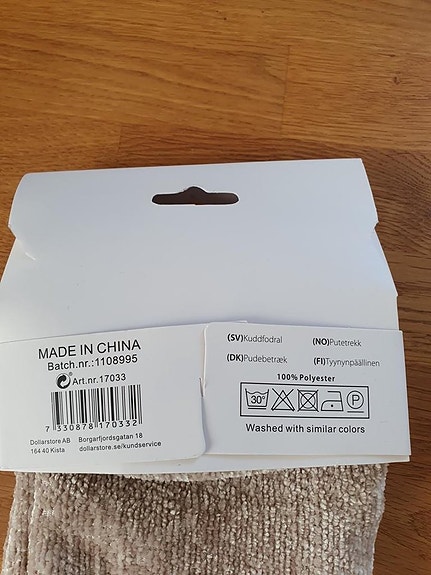 MADE IN CHINA
Batch.nr.:1108995
Art.nr.17033
7 330878 170332
Dollarstore AB Borgarfjordsgatan 18
164 40 Kista dollarstore.se/kundservice
(SV)Kuddfodral (NO)Putetrekk
(DK)Pudebetræk (FI)Tyynynpäällinen
100% Polyester
30° P
Washed with similar colors